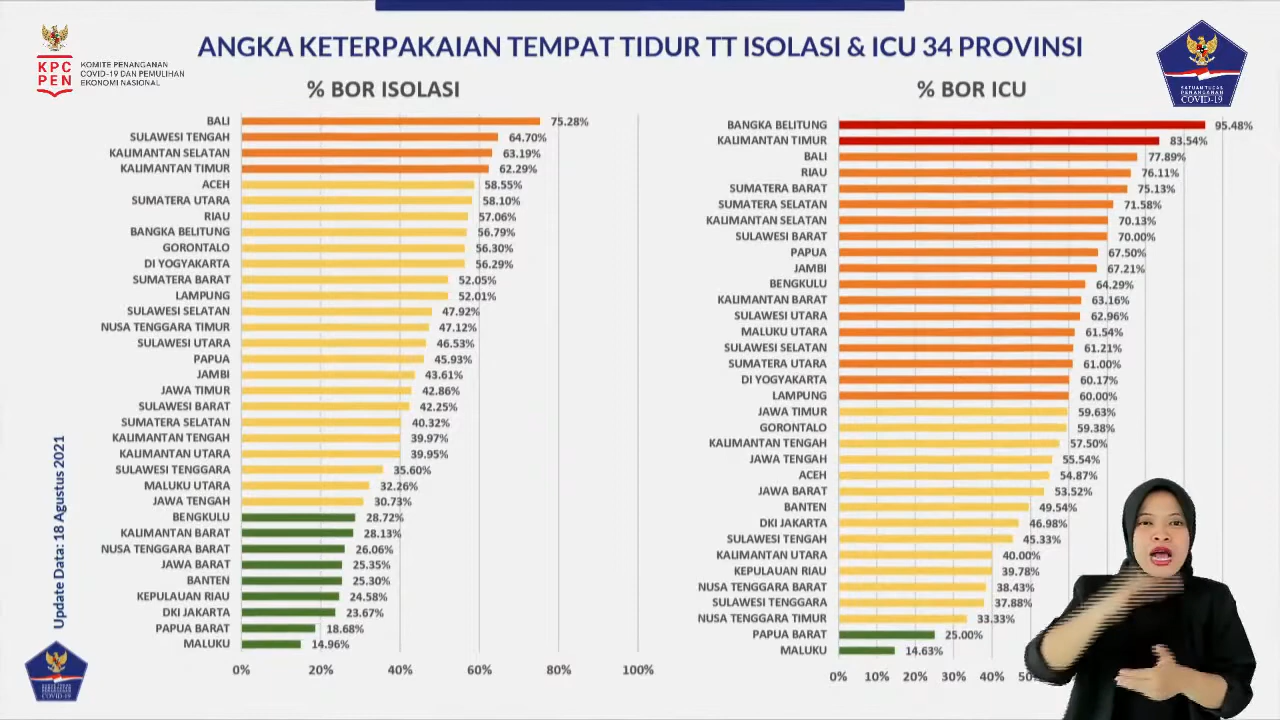 ANGKA KETERPAKAIAN TEMPAT TIDUR TT ISOLASI & ICU 34 PROVINSI
KPC
PEN
KOMITE PENANGANAN
COVID-19 DAN PEMULIHAN
EKONOMI NASIONAL
SATUAN TUGAS
PENANGANAN
COVID-19
% BOR ISOLASI
BALI 75.28%
SULAWESI TENGAH 64.70%
KALIMANTAN SELATAN 63.19%
KALIMANTAN TIMUR 62.29%
ACEH 58.55%
SUMATERA UTARA 58.10%
RIAU 57.06%
BANGKA BELITUNG 56.79%
GORONTALO 56.30%
DI YOGYAKARTA 56.29%
SUMATERA BARAT 52.05%
LAMPUNG 52.01%
SULAWESI SELATAN 47.92%
NUSA TENGGARA TIMUR 47.12%
SULAWESI UTARA 46.53%
PAPUA 45.93%
JAMBI 43.61%
JAWA TIMUR 42.86%
SULAWESI BARAT 42.25%
SUMATERA SELATAN 40.32%
KALIMANTAN TENGAH 39.97%
KALIMANTAN UTARA 39.95%
SULAWESI TENGGARA 35.60%
MALUKU UTARA 32.26%
JAWA TENGAH 30.73%
BENGKULU 28.72%
KALIMANTAN BARAT 28.13%
NUSA TENGGARA BARAT 26.06%
JAWA BARAT 25.35%
BANTEN 25.30%
KEPULAUAN RIAU 24.58%
DKI JAKARTA 23.67%
PAPUA BARAT 18.68%
MALUKU 14.96%
0% 20% 40% 60% 80% 100%
% BOR ICU
BANGKA BELITUNG 95.48%
KALIMANTAN TIMUR 83.54%
BALI 77.89%
RIAU 76.11%
SUMATERA BARAT 75.13%
SUMATERA SELATAN 71.58%
KALIMANTAN SELATAN 70.13%
SULAWESI BARAT 70.00%
PAPUA 67.50%
JAMBI 67.21%
BENGKULU 64.29%
KALIMANTAN BARAT 63.16%
SULAWESI UTARA 62.96%
MALUKU UTARA 61.54%
SULAWESI SELATAN 61.21%
SUMATERA UTARA 61.00%
DI YOGYAKARTA 60.17%
LAMPUNG 60.00%
JAWA TIMUR 59.63%
GORONTALO 59.38%
KALIMANTAN TENGAH 57.50%
JAWA TENGAH 55.54%
ACEH 54.87%
JAWA BARAT 53.52%
BANTEN 49.54%
DKI JAKARTA 46.98%
SULAWESI TENGAH 45.33%
KALIMANTAN UTARA 40.00%
KEPULAUAN RIAU 39.78%
NUSA TENGGARA BARAT 38.43%
SULAWESI TENGGARA 37.88%
NUSA TENGGARA TIMUR 33.33%
PAPUA BARAT 25.00%
MALUKU 14.63%
0% 10% 20% 30% 40%
Update Data: 18 Agustus 2021
COVID-19